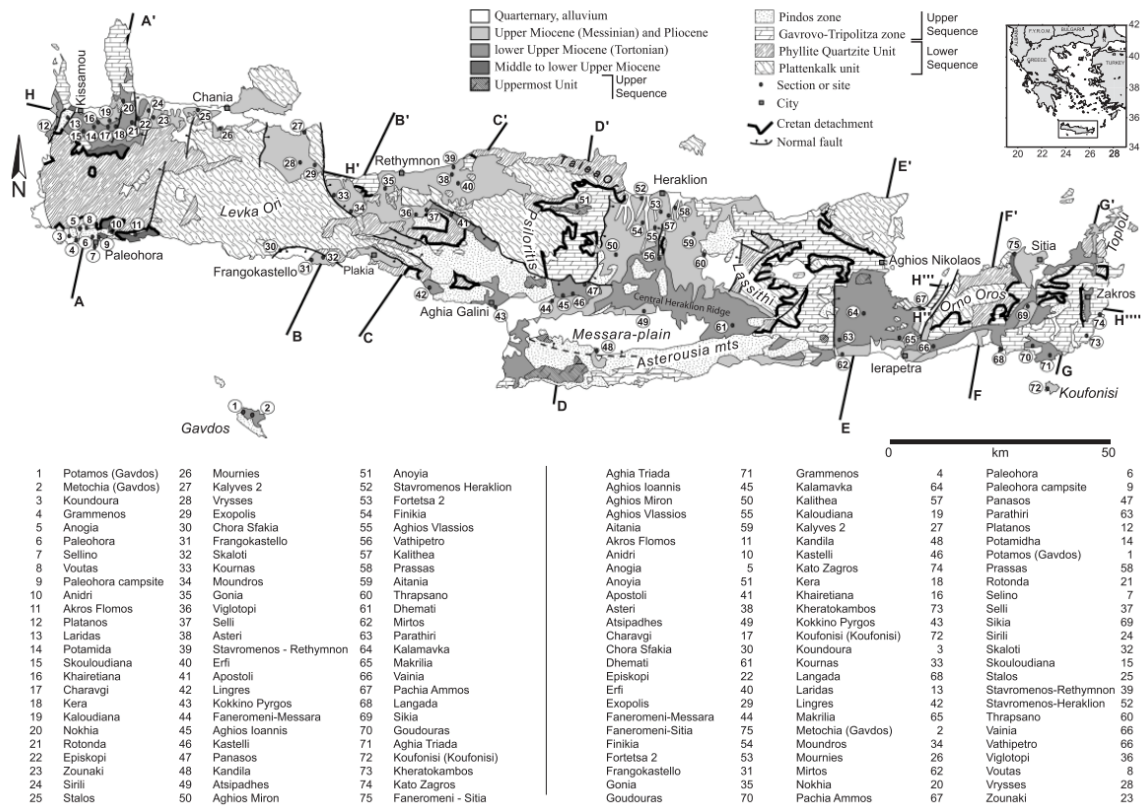 Quarternary, alluvium
Upper Miocene (Messinian) and Pliocene
lower Upper Miocene (Tortonian)
Middle to lower Upper Miocene
Uppermost Unit
Upper
Sequence
Pindos zone
Gavrovo-Tripolitza zone
Phyllite Quartzite Unit
Plattenkalk unit
Upper
Sequence
Lower
Sequence
Section or site
City
Cretan detachment
Normal fault
ALBANIA
F.Y.R.O.M.
BULGARIA
GREECE
TURKEY
42
40
38
36
34
20 22 24 26 28
A'
H
Kissamou
Chania
B'
H'
Rethymnon
C'
Talea O
D'
Heraklion
E'
F'
G'
Sitia
Toplou
N
Levka Ori
Psiloritis
Lassithi
Aghios Nikolaos
H'''
H''
Orno Oros
Zakros
H''''
Paleohora
Frangokastello
Plakia
Aghia Galini
Central Heraklion Ridge
Messara-plain
Asterousia mts
Ierapetra
Koufonisi
Gavdos
A
B
C
D
E
F
G
0 km 50
1 Potamos (Gavdos) 26 Mournies 51 Anoyia
2 Metochia (Gavdos) 27 Kalyves 2 52 Stavromenos Heraklion
3 Koundoura 28 Vrysses 53 Fortetsa 2
4 Grammenos 29 Exopolis 54 Finikia
5 Anogia 30 Chora Sfakia 55 Aghios Vlassios
6 Paleohora 31 Frangokastello 56 Vathipetro
7 Sellino 32 Skaloti 57 Kalithea
8 Voutas 33 Kournas 58 Prassas
9 Paleohora campsite 34 Moundros 59 Aitania
10 Anidri 35 Gonia 60 Thrapsano
11 Akros Flomos 36 Viglotopi 61 Dhemati
12 Platanos 37 Selli 62 Mirtos
13 Laridas 38 Asteri 63 Parathiri
14 Potamida 39 Stavromenos - Rethymnon 64 Kalamavka
15 Skouloudiana 40 Erfi 65 Makrilia
16 Khairetiana 41 Apostoli 66 Vainia
17 Charavgi 42 Lingres 67 Pachia Ammos
18 Kera 43 Kokkino Pyrgos 68 Langada
19 Kaloudiana 44 Faneromeni-Messara 69 Sikia
20 Nokhia 45 Aghios Ioannis 70 Goudouras
21 Rotonda 46 Kastelli 71 Aghia Triada
22 Episkopi 47 Panasos 72 Koufonisi (Koufonisi)
23 Zounaki 48 Kandila 73 Kheratokambos
24 Sirili 49 Atsipadhes 74 Kato Zagros
25 Stalos 50 Aghios Miron 75 Faneromeni - Sitia
Aghia Triada 71 Grammenos 4 Paleohora 6
Aghios Ioannis 45 Kalamavka 64 Paleohora campsite 9
Aghios Miron 50 Kalithea 57 Panasos 47
Aghios Vlassios 55 Kaloudiana 19 Parathiri 63
Aitania 59 Kalyves 2 27 Platanos 12
Akros Flomos 11 Kandila 48 Potamidha 14
Anidri 10 Kastelli 46 Potamos (Gavdos) 1
Anogia 5 Kato Zagros 74 Prassas 58
Anoyia 51 Kera 18 Rotonda 21
Apostoli 41 Khairetiana 16 Selino 7
Asteri 38 Kheratokambos 73 Selli 37
Atsipadhes 49 Kokkino Pyrgos 43 Sikia 69
Charavgi 17 Koufonisi (Koufonisi) 72 Sirili 24
Chora Sfakia 30 Koundoura 3 Skaloti 32
Dhemati 61 Kournas 33 Skouloudiana 15
Episkopi 22 Langada 68 Stalos 25
Erfi 40 Laridas 13 Stavromenos-Rethymnon 39
Exopolis 29 Lingres 42 Stavromenos-Heraklion 52
Faneromeni-Messara 44 Makrilia 65 Thrapsano 60
Faneromeni-Sitia 75 Metochia (Gavdos) 2 Vainia 66
Finikia 54 Moundros 34 Vathipetro 66
Fortetsa 2 53 Mournies 26 Viglotopi 36
Frangokastello 31 Mirtos 62 Voutas 8
Gonia 35 Nokhia 20 Vrysses 28
Goudouras 70 Pachia Ammos 67 Zounaki 23